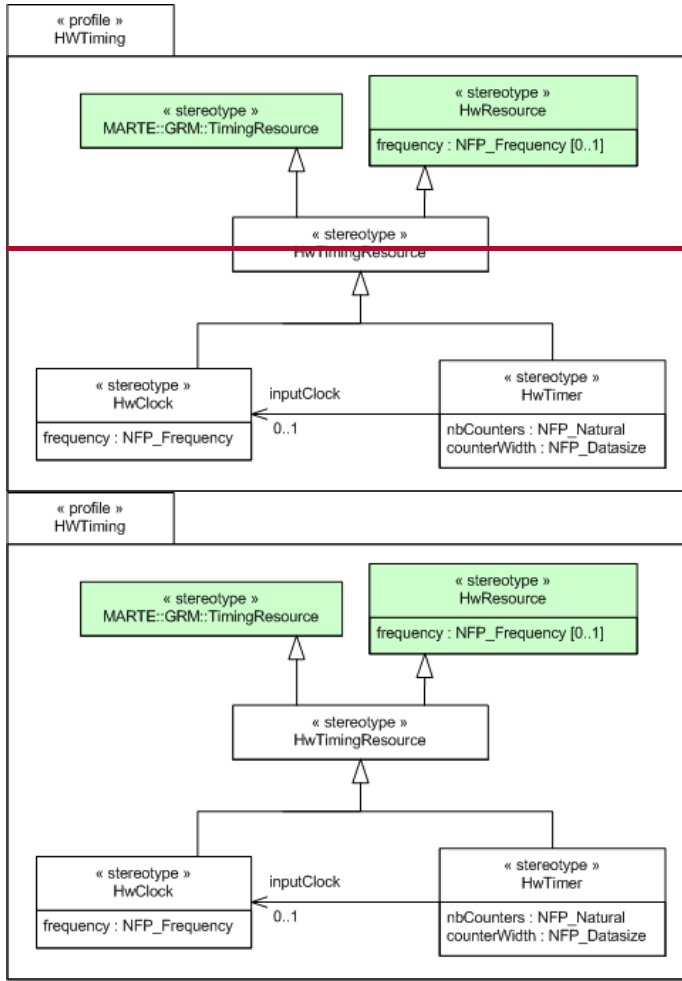 « profile »
HWTiming
« stereotype »
MARTE::GRM::TimingResource
« stereotype »
HwResource
frequency : NFP_Frequency [0..1]
« stereotype »
HwTimingResource
« stereotype »
HwClock
frequency : NFP_Frequency
inputClock
0..1
« stereotype »
HwTimer
nbCounters : NFP_Natural
counterWidth : NFP_Datasize
« profile »
HWTiming
« stereotype »
MARTE::GRM::TimingResource
« stereotype »
HwResource
frequency : NFP_Frequency [0..1]
« stereotype »
HwTimingResource
« stereotype »
HwClock
frequency : NFP_Frequency
inputClock
0..1
« stereotype »
HwTimer
nbCounters : NFP_Natural
counterWidth : NFP_Datasize